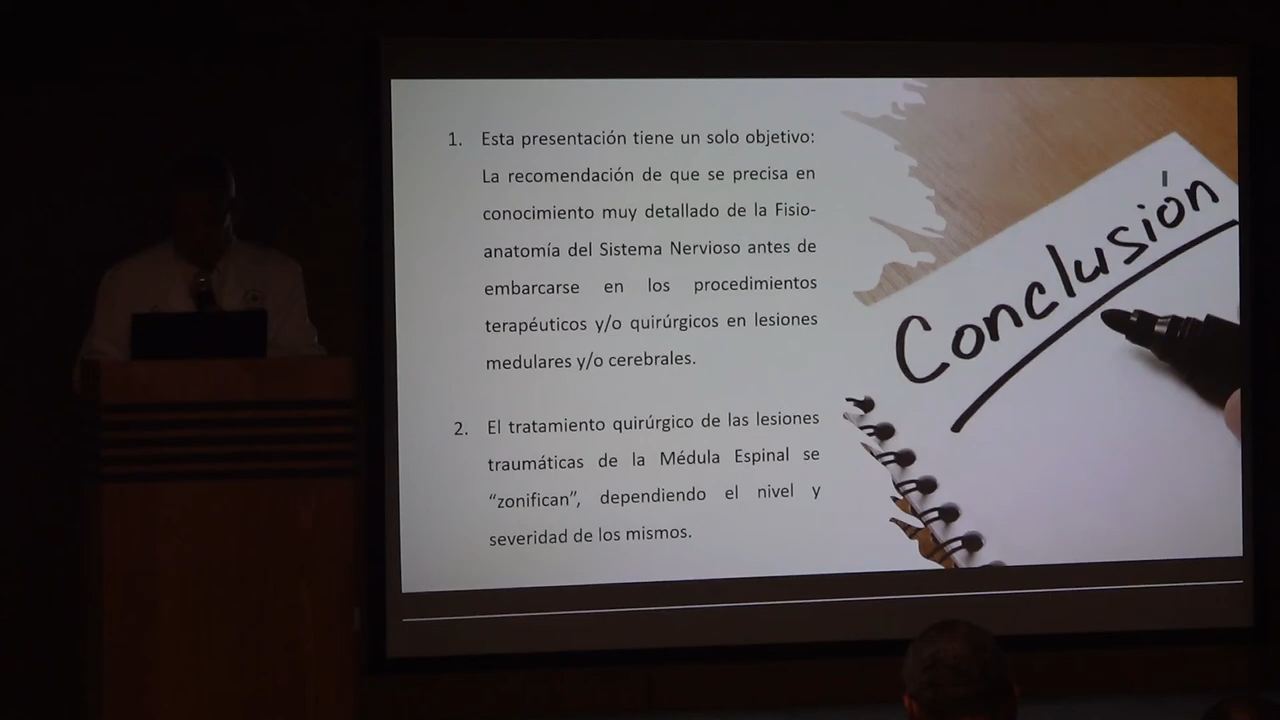 1. Esta presentación tiene un solo objetivo:
La recomendación de que se precisa en
conocimiento muy detallado de la Fisio-
anatomía del Sistema Nervioso antes de
embarcarse en los procedimientos
terapéuticos y/o quirúrgicos en lesiones
medulares y/o cerebrales.
2. El tratamiento quirúrgico de las lesiones
traumáticas de la Médula Espinal se
“zonifican”, dependiendo el nivel y
severidad de los mismos.
Conclusión